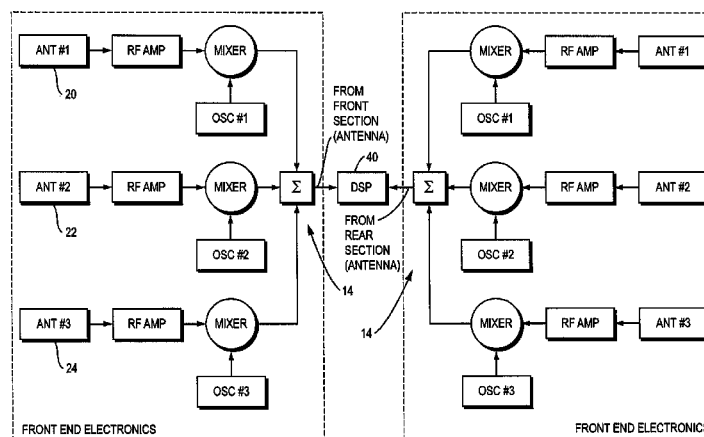 ANT #1
RF AMP
MIXER
OSC #1
20
ANT #2
RF AMP
MIXER
OSC #2
22
ANT #3
RF AMP
MIXER
OSC #3
24
Σ
14
FRONT END ELECTRONICS
FROM
FRONT
SECTION
(ANTENNA)
40
DSP
FROM
REAR
SECTION
(ANTENNA)
14
Σ
MIXER
RF AMP
ANT #1
OSC #1
MIXER
RF AMP
ANT #2
OSC #2
MIXER
RF AMP
ANT #3
OSC #3
FRONT END ELECTRONICS